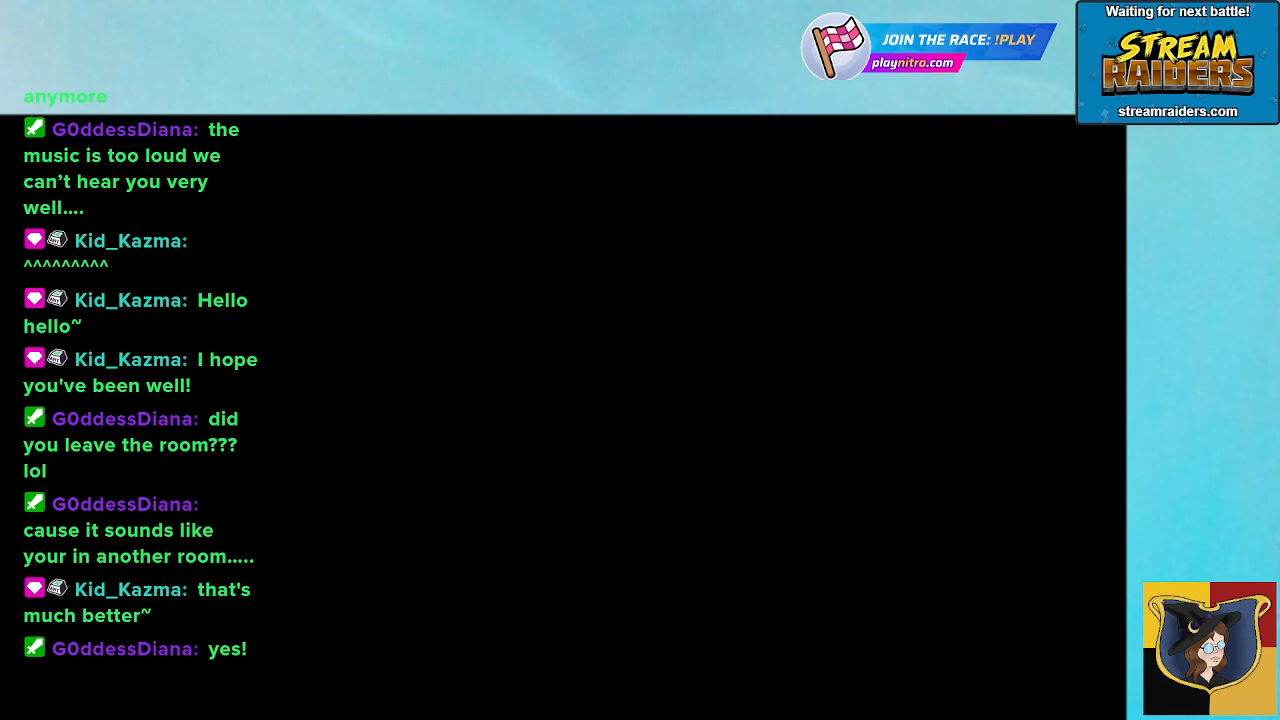 Waiting for next battle!
JOIN THE RACE: !PLAY
playnitro.com
STREAM
RAIDERS
streamraiders.com
anymore
G0ddessDiana: the
music is too loud we
can’t hear you very
well....
Kid_Kazma:
^^^^^^^^^
Kid_Kazma: Hello
hello~
Kid_Kazma: I hope
you've been well!
G0ddessDiana: did
you leave the room???
lol
G0ddessDiana:
cause it sounds like
your in another room.....
Kid_Kazma: that's
much better~
G0ddessDiana: yes!